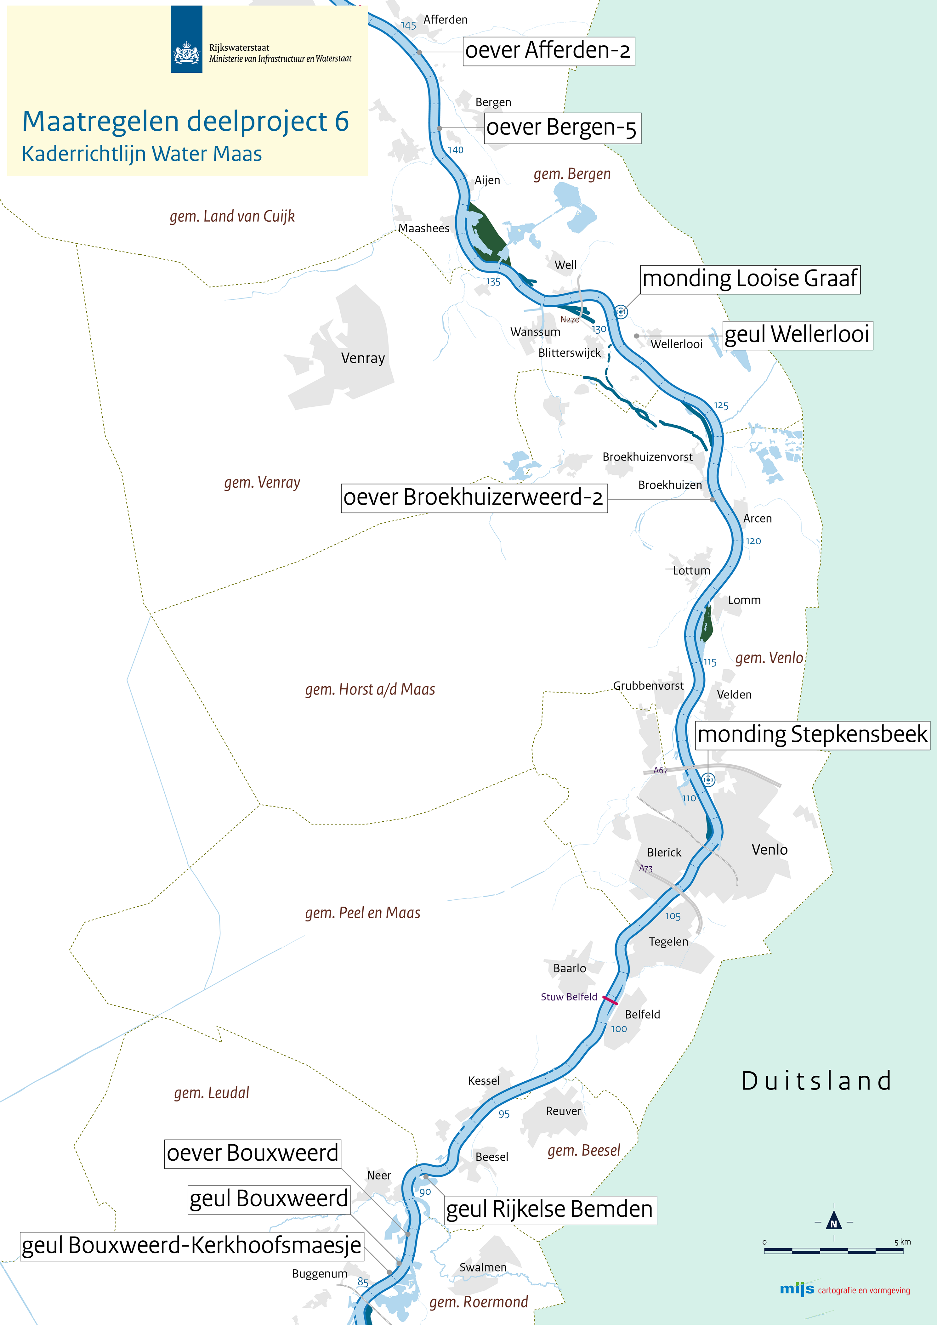 Rijkswaterstaat
Ministerie van Infrastructuur en Waterstaat
Maatregelen deelproject 6
Kaderrichtlijn Water Maas
145
Afferden
oever Afferden-2
Bergen
oever Bergen-5
140
Aijen
gem. Bergen
gem. Land van Cuijk
Maashees
Well
135
monding Looise Graaf
N270
130
Wanssum
geul Wellerlooi
Wellerlooi
Blitterswijck
Venray
125
Broekhuizenvorst
gem. Venray
Broekhuizen
oever Broekhuizerweerd-2
Arcen
120
Lottum
Lomm
115
gem. Venlo
Grubbenvorst
gem. Horst a/d Maas
Velden
monding Stepkensbeek
A67
110
Blerick
Venlo
A73
gem. Peel en Maas
105
Tegelen
Baarlo
Stuw Belfeld
Belfeld
100
Kessel
Duitsland
gem. Leudal
95
Reuver
oever Bouxweerd
gem. Beesel
Beesel
Neer
90
geul Bouxweerd
geul Rijkelse Bemden
geul Bouxweerd-Kerkhoofsmaesje
N
0
5 km
Swalmen
Buggenum
85
mijs cartografie en vormgeving
gem. Roermond